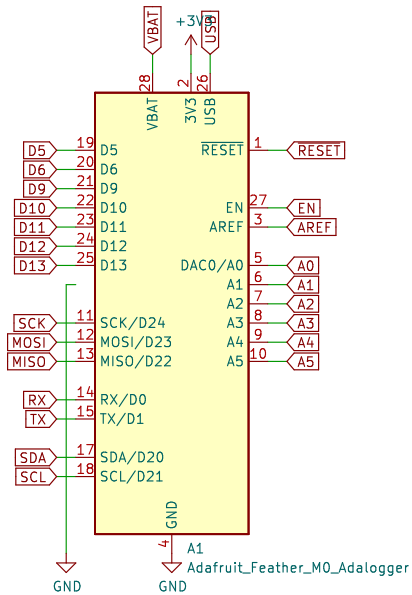 +3V3
VBAT
USB
28
2
26
VBAT
3V3
USB
D5 19 D5
RESET 1 RESET
D6 20 D6
D9 21 D9
D10 22 D10
EN 27 EN
D11 23 D11
AREF 3 AREF
D12 24 D12
D13 25 D13
DAC0/A0 5 A0
A1 6 A1
A2 7 A2
SCK 11 SCK/D24
A3 8 A3
MOSI 12 MOSI/D23
A4 9 A4
MISO 13 MISO/D22
A5 10 A5
RX 14 RX/D0
TX 15 TX/D1
SDA 17 SDA/D20
SCL 18 SCL/D21
GND
4
A1
Adafruit_Feather_M0_Adalogger
GND
GND